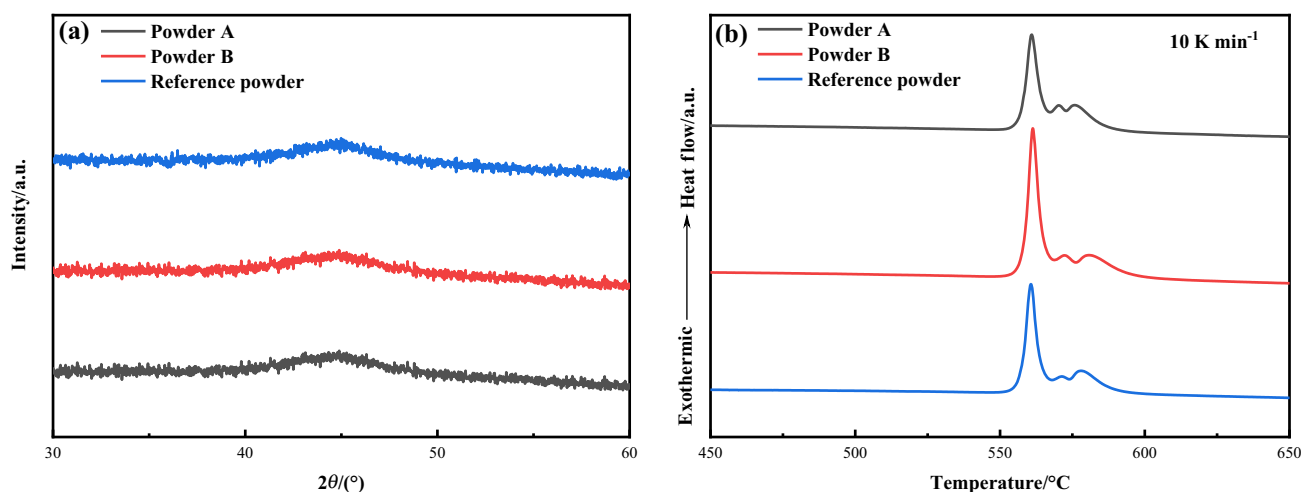 (a)
Powder A
Powder B
Reference powder
Intensity/a.u.
30
40
50
60
2θ/(°)
(b)
Powder A
Powder B
Reference powder
10 K min⁻¹
Exothermic ⟶ Heat flow/a.u.
450
500
550
600
650
Temperature/°C